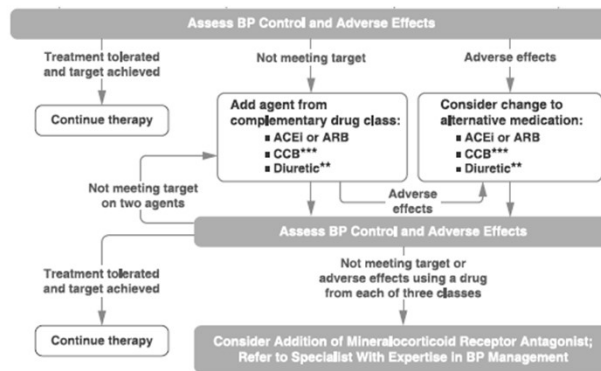 Assess BP Control and Adverse Effects
Treatment tolerated
and target achieved
Not meeting target
Adverse effects
Continue therapy
Add agent from
complementary drug class:
▪ ACEi or ARB
▪ CCB***
▪ Diuretic**
Consider change to
alternative medication:
▪ ACEi or ARB
▪ CCB***
▪ Diuretic**
Not meeting target
on two agents
Adverse
effects
Assess BP Control and Adverse Effects
Treatment tolerated
and target achieved
Not meeting target or
adverse effects using a drug
from each of three classes
Continue therapy
Consider Addition of Mineralocorticoid Receptor Antagonist;
Refer to Specialist With Expertise in BP Management